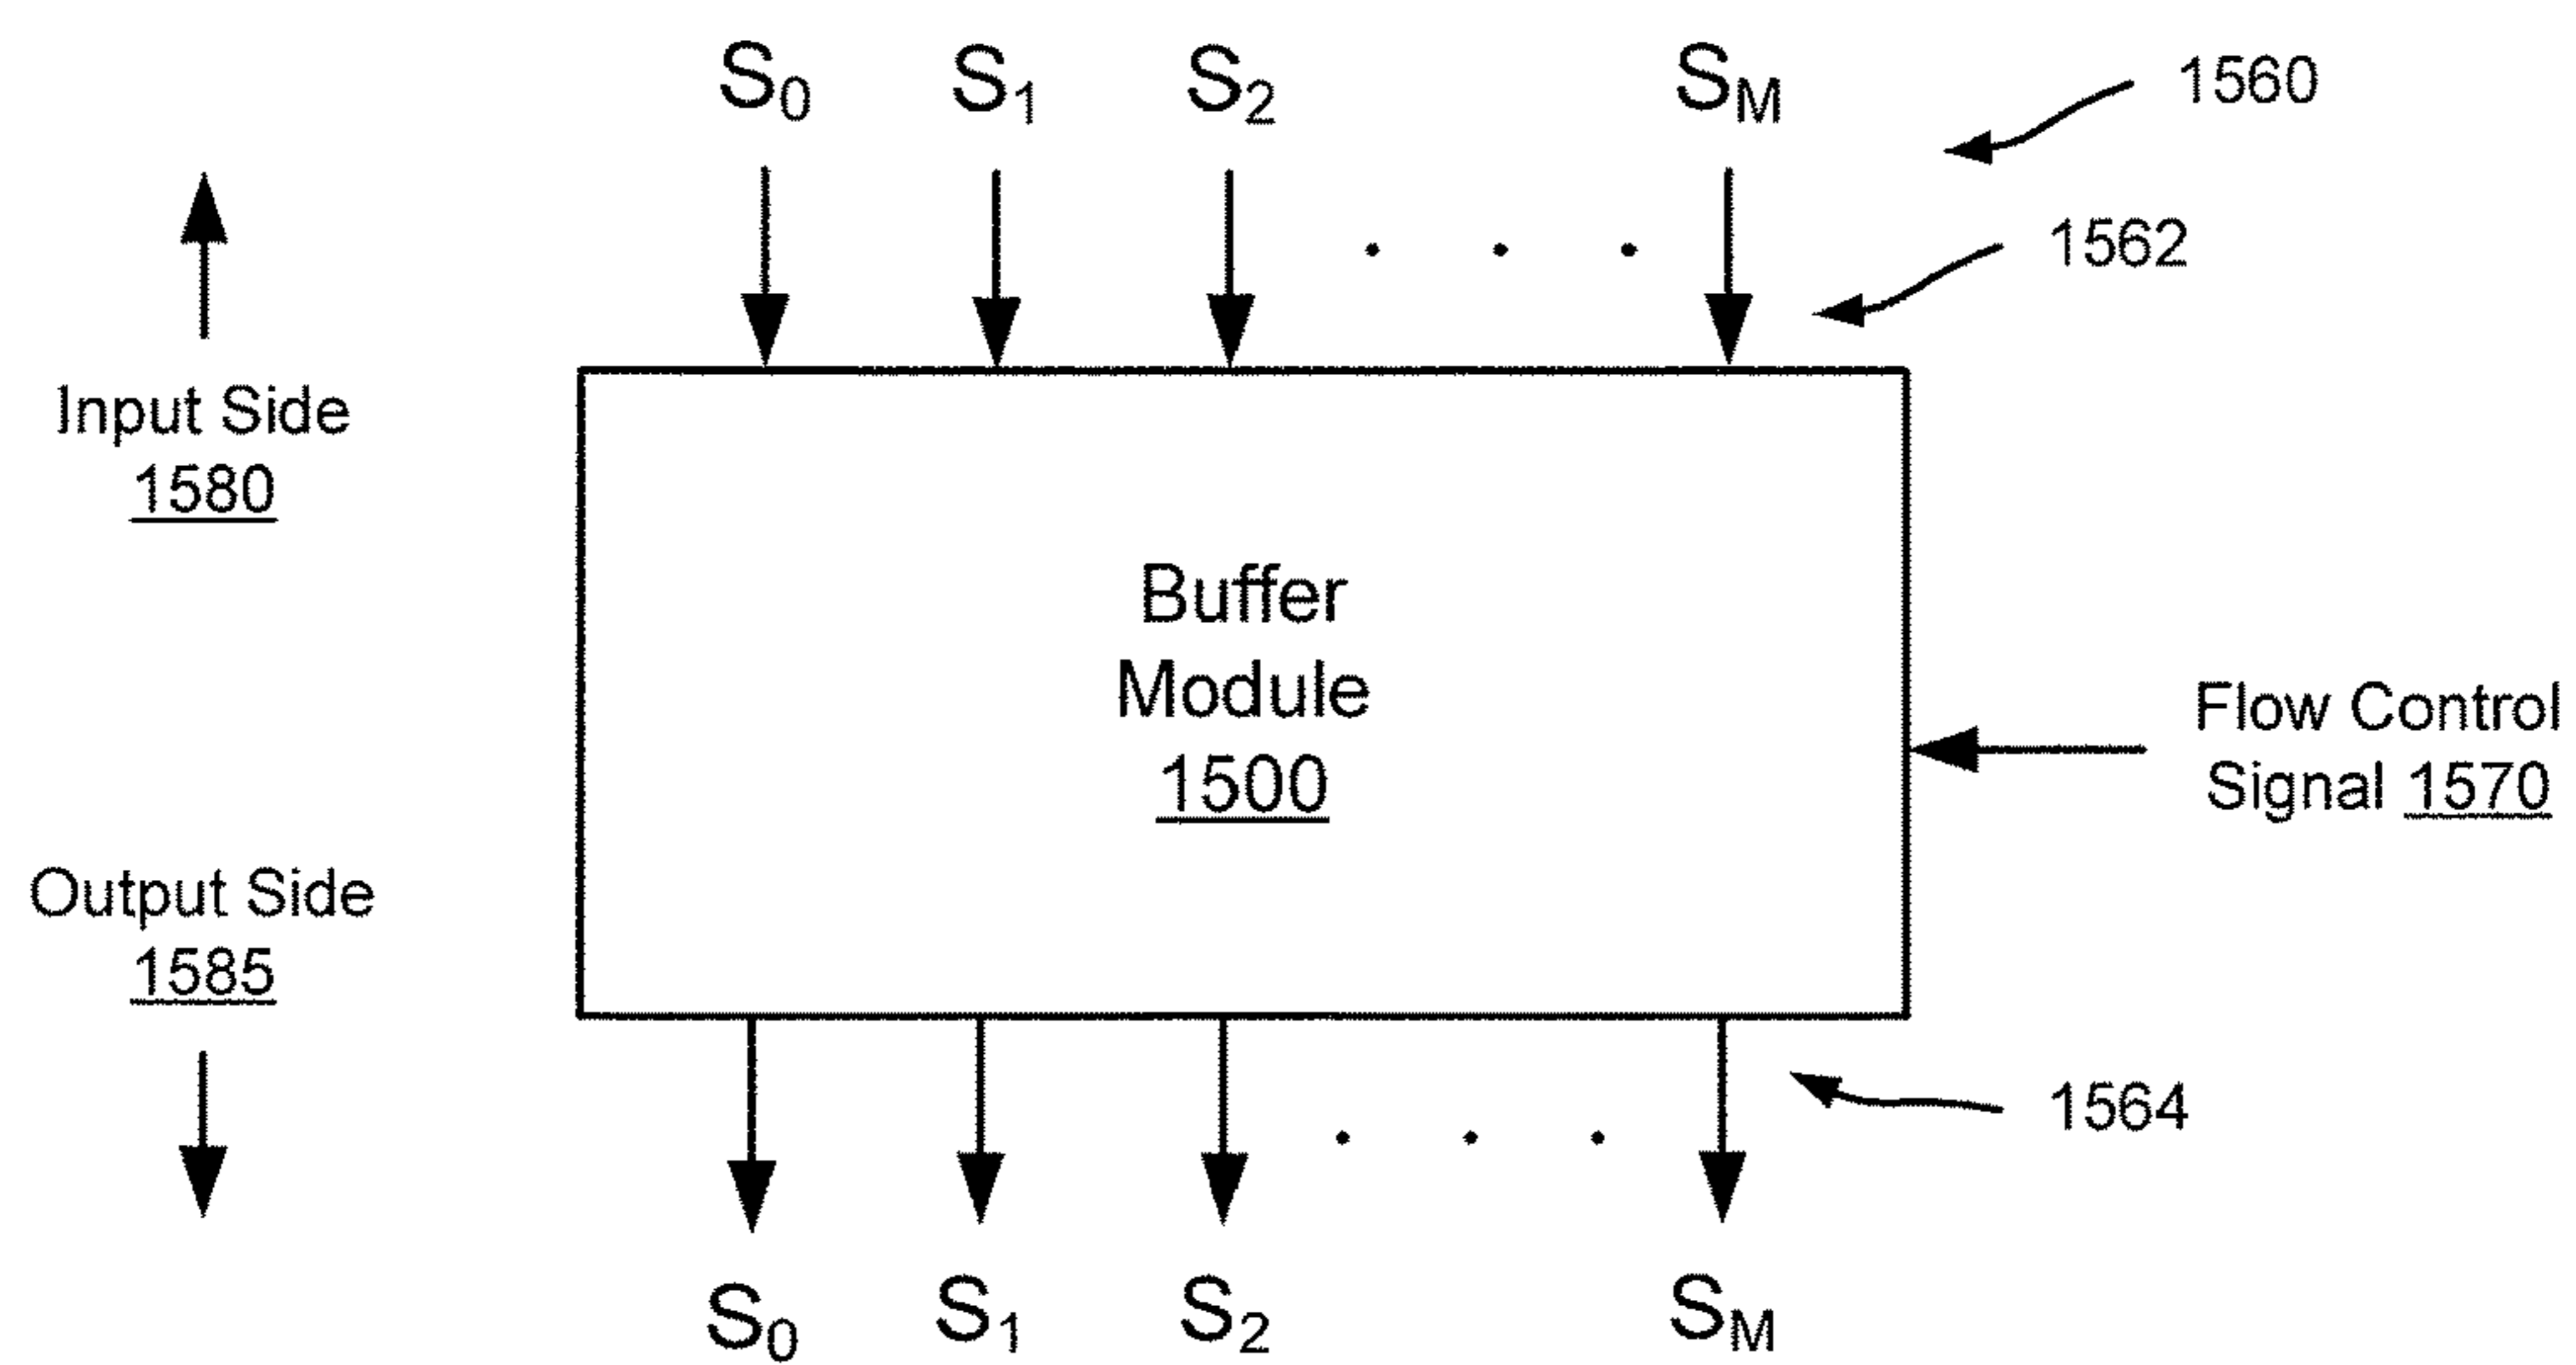 S0 S1 S2 SM
1560
1562
Input Side
1580
Buffer
Module
1500
Flow Control
Signal 1570
Output Side
1585
1564
S0 S1 S2 SM